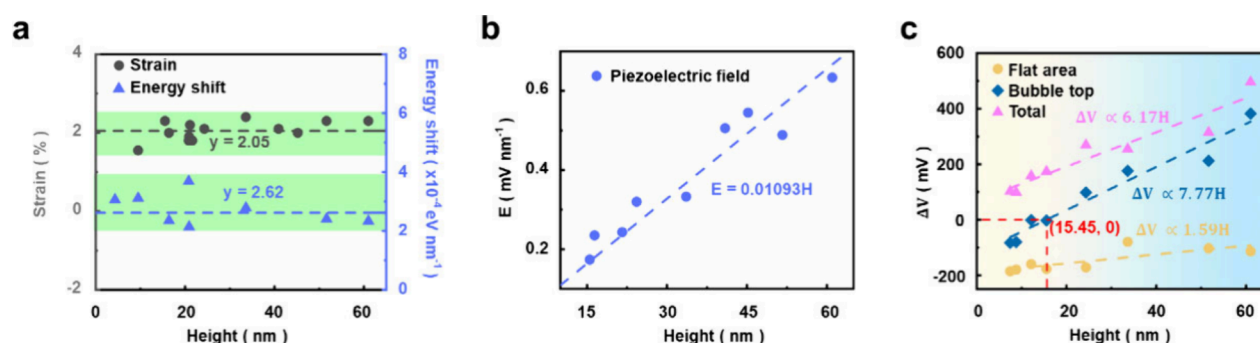 a
4
2
0
-2
Strain ( % )
Strain
Energy shift
y = 2.05
y = 2.62
8
6
4
2
0
Energy shift ( x10⁻⁴ eV nm⁻¹ )
0 20 40 60
Height ( nm )
b
0.6
0.4
0.2
E ( mV nm⁻¹ )
Piezoelectric field
E = 0.01093H
15 30 45 60
Height ( nm )
c
600
400
200
0
-200
ΔV ( mV )
Flat area
Bubble top
Total
ΔV ∝ 6.17H
ΔV ∝ 7.77H
(15.45, 0)
ΔV ∝ 1.59H
0 20 40 60
Height ( nm )